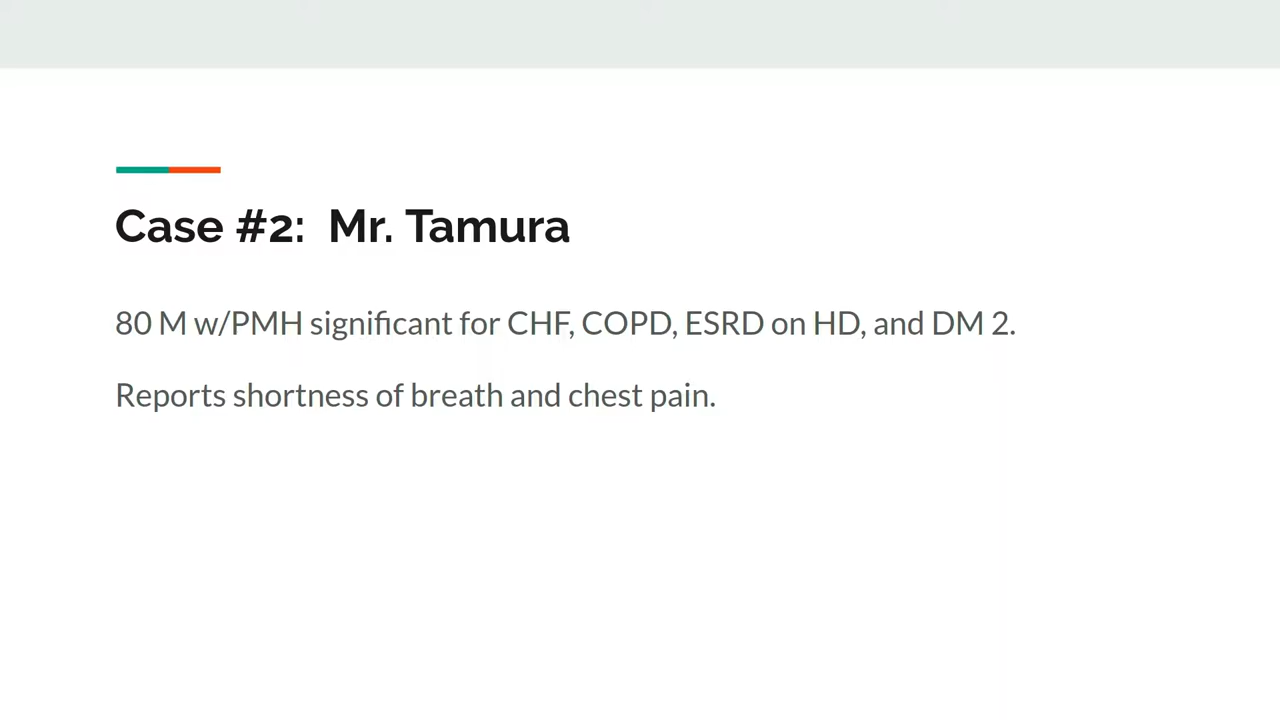 Case #2: Mr. Tamura
80 M w/PMH significant for CHF, COPD, ESRD on HD, and DM 2.
Reports shortness of breath and chest pain.